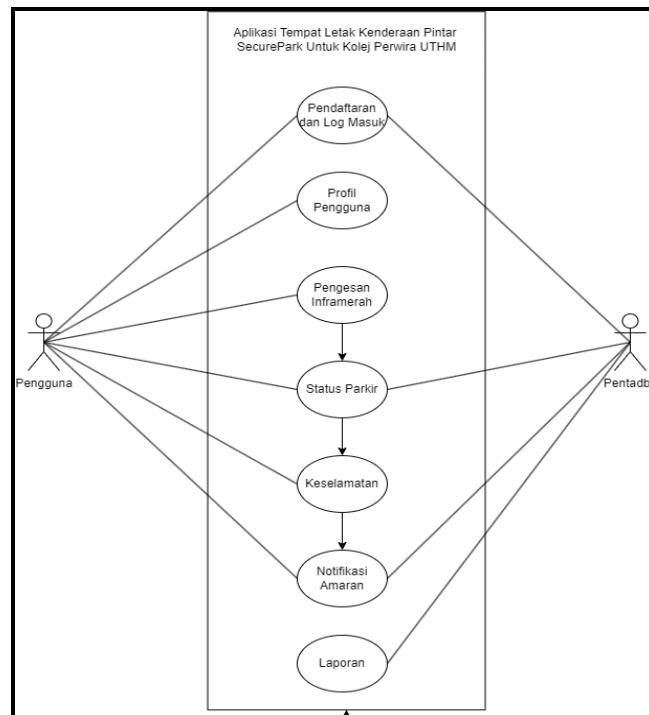 Aplikasi Tempat Letak Kenderaan Pintar
SecurePark Untuk Kolej Perwira UTHM
Pendaftaran
dan Log Masuk
Profil
Pengguna
Pengesan
Inframerah
Pengguna
Status Parkir
Pentadb
Keselamatan
Notifikasi
Amaran
Laporan